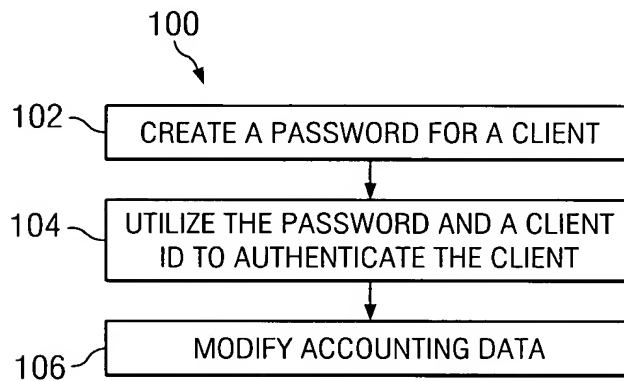 100
102
CREATE A PASSWORD FOR A CLIENT
104
UTILIZE THE PASSWORD AND A CLIENT
ID TO AUTHENTICATE THE CLIENT
106
MODIFY ACCOUNTING DATA